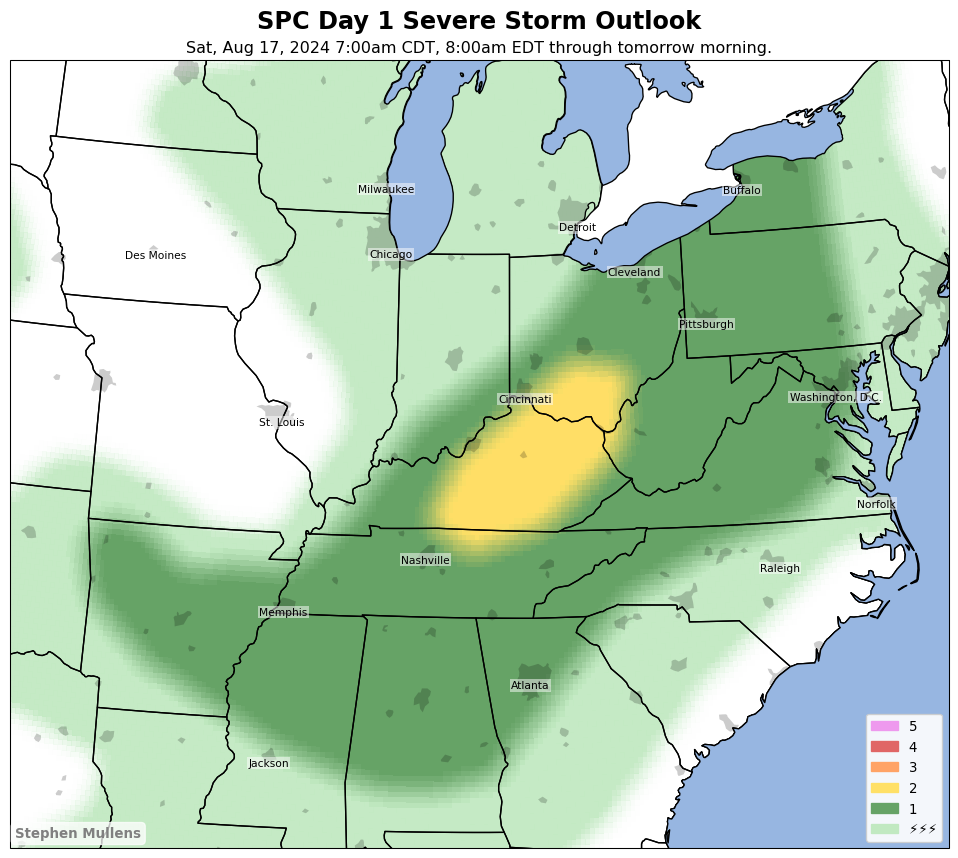 SPC Day 1 Severe Storm Outlook
Sat, Aug 17, 2024 7:00am CDT, 8:00am EDT through tomorrow morning.
Milwaukee
Buffalo
Detroit
Des Moines
Chicago
Cleveland
Pittsburgh
Cincinnati
Washington, D.C.
St. Louis
Norfolk
Nashville
Raleigh
Memphis
Atlanta
Jackson
5
4
3
2
1
⚡⚡⚡
Stephen Mullens